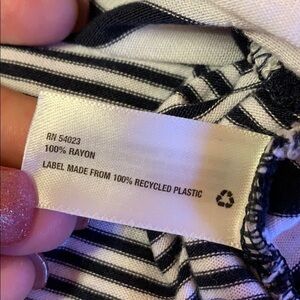 RN 54023
100% RAYON
LABEL MADE FROM 100% RECYCLED PLASTIC